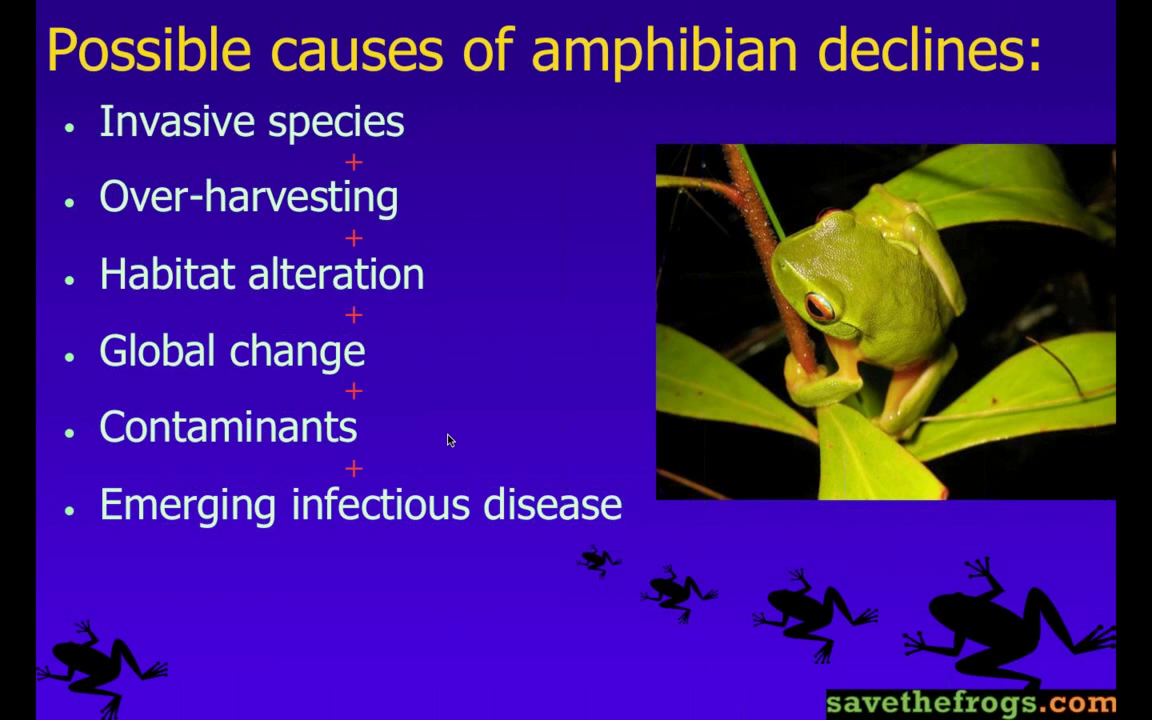 Possible causes of amphibian declines:
• Invasive species
+
• Over-harvesting
+
• Habitat alteration
+
• Global change
+
• Contaminants
+
• Emerging infectious disease
savethefrogs.com